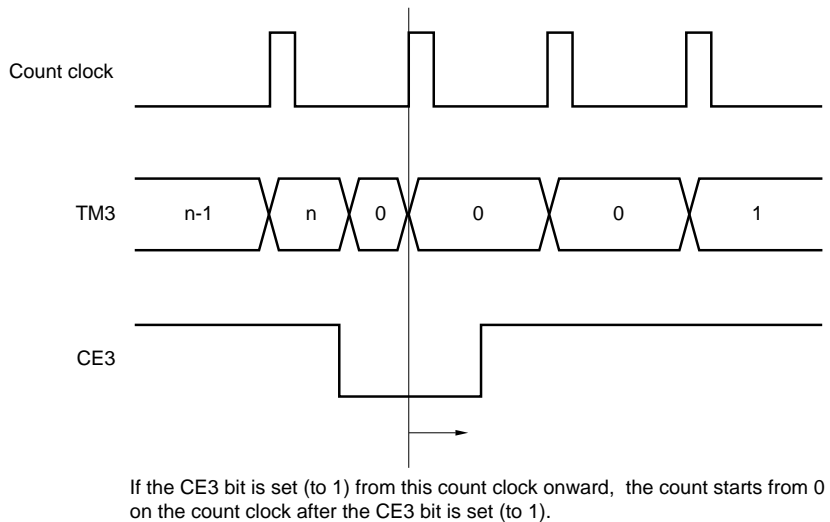 Count clock
TM3 n-1 n 0 0 0 1
CE3
If the CE3 bit is set (to 1) from this count clock onward, the count starts from 0
on the count clock after the CE3 bit is set (to 1).